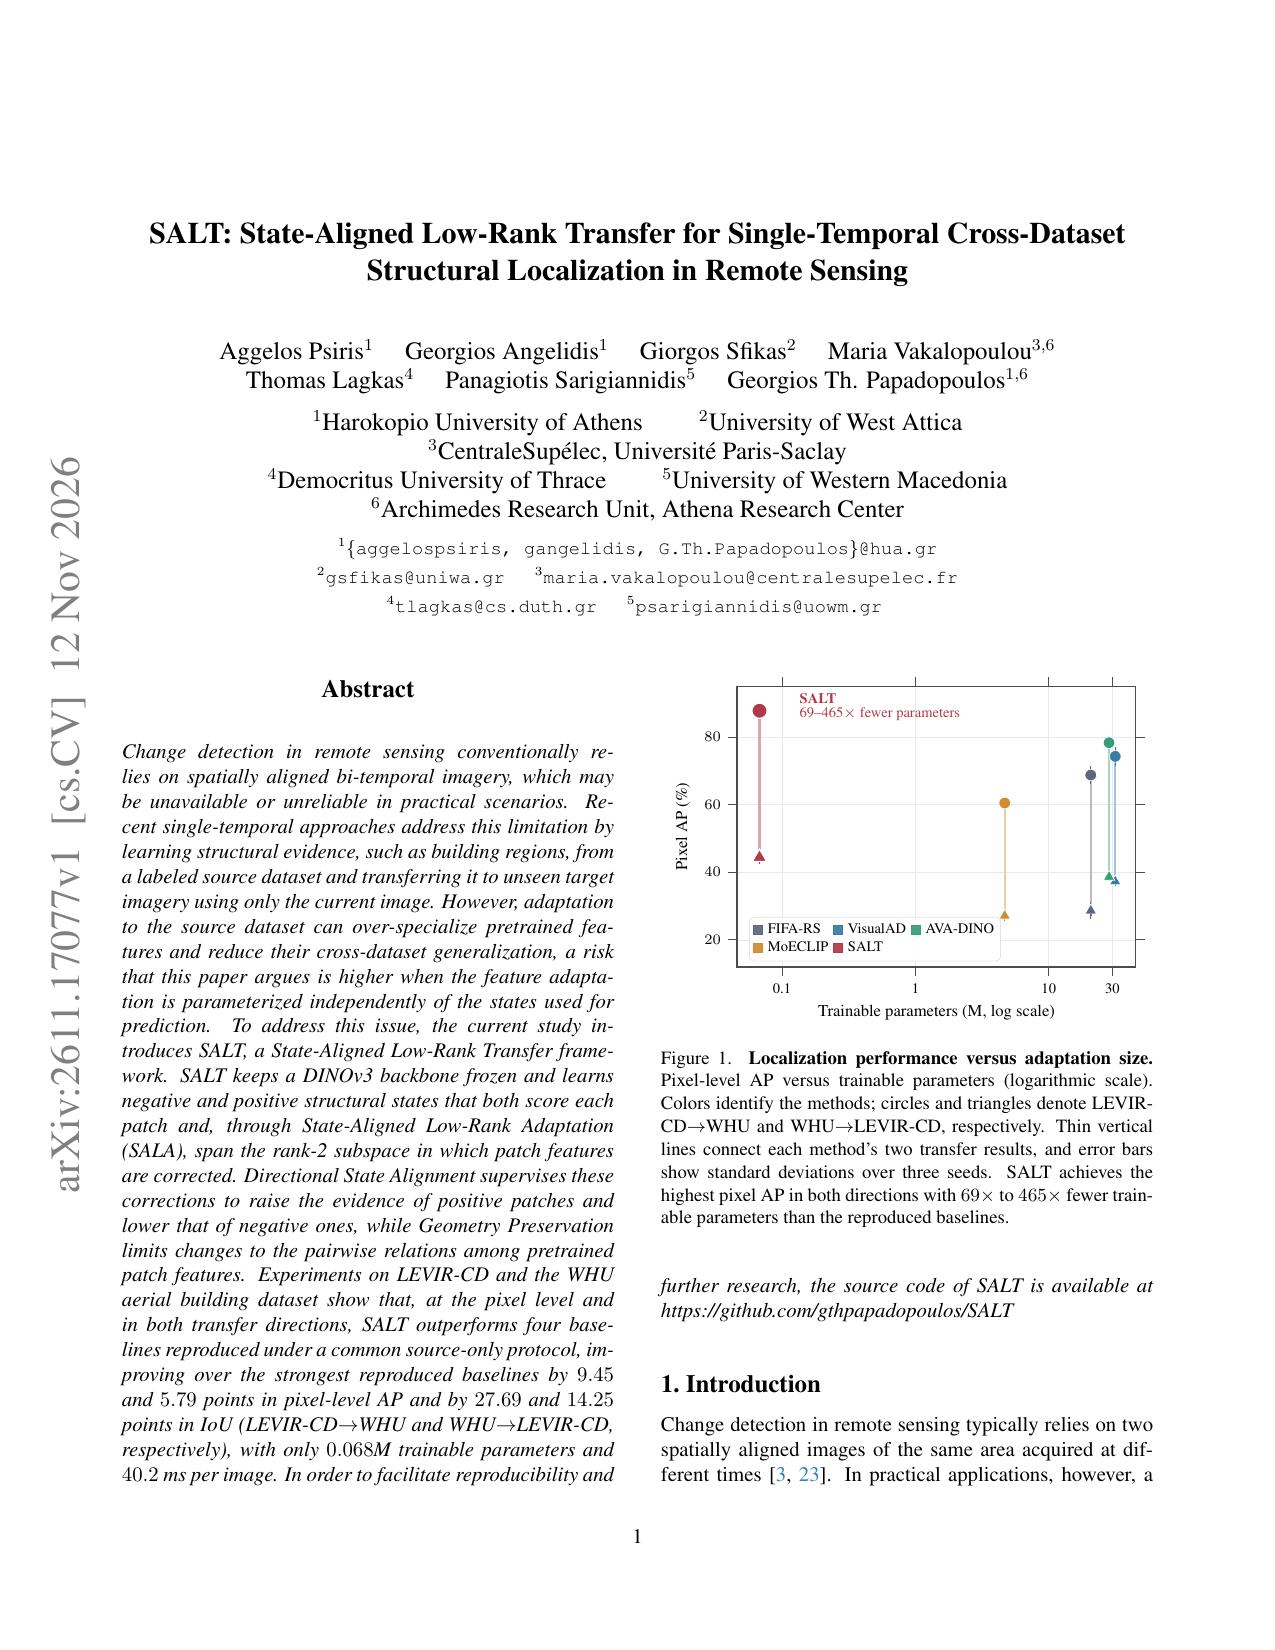 SALT: State-Aligned Low-Rank Transfer for Single-Temporal Cross-Dataset
Structural Localization in Remote Sensing
Aggelos Psiris1 Georgios Angelidis1 Giorgos Sfikas2 Maria Vakalopoulou3,6
Thomas Lagkas4 Panagiotis Sarigiannidis5 Georgios Th. Papadopoulos1,6
1Harokopio University of Athens 2University of West Attica
3CentraleSupélec, Université Paris-Saclay
4Democritus University of Thrace 5University of Western Macedonia
6Archimedes Research Unit, Athena Research Center
1{aggelospsiris, gangelidis, G.Th.Papadopoulos}@hua.gr
2gsfikas@uniwa.gr 3maria.vakalopoulou@centralesupelec.fr
4tlagkas@cs.duth.gr 5psarigiannidis@uowm.gr
arXiv:2611.17077v1 [cs.CV] 12 Nov 2026
Abstract
Change detection in remote sensing conventionally re-
lies on spatially aligned bi-temporal imagery, which may
be unavailable or unreliable in practical scenarios. Re-
cent single-temporal approaches address this limitation by
learning structural evidence, such as building regions, from
a labeled source dataset and transferring it to unseen target
imagery using only the current image. However, adaptation
to the source dataset can over-specialize pretrained fea-
tures and reduce their cross-dataset generalization, a risk
that this paper argues is higher when the feature adapta-
tion is parameterized independently of the states used for
prediction. To address this issue, the current study in-
troduces SALT, a State-Aligned Low-Rank Transfer frame-
work. SALT keeps a DINOv3 backbone frozen and learns
negative and positive structural states that both score each
patch and, through State-Aligned Low-Rank Adaptation
(SALA), span the rank-2 subspace in which patch features
are corrected. Directional State Alignment supervises these
corrections to raise the evidence of positive patches and
lower that of negative ones, while Geometry Preservation
limits changes to the pairwise relations among pretrained
patch features. Experiments on LEVIR-CD and the WHU
aerial building dataset show that, at the pixel level and
in both transfer directions, SALT outperforms four base-
lines reproduced under a common source-only protocol, im-
proving over the strongest reproduced baselines by 9.45
and 5.79 points in pixel-level AP and by 27.69 and 14.25
points in IoU (LEVIR-CD→WHU and WHU→LEVIR-CD,
respectively), with only 0.068M trainable parameters and
40.2 ms per image. In order to facilitate reproducibility and
SALT
69–465× fewer parameters
80
60
40
20
Pixel AP (%)
FIFA-RS VisualAD AVA-DINO
MoECLIP SALT
0.1 1 10 30
Trainable parameters (M, log scale)
Figure 1. Localization performance versus adaptation size.
Pixel-level AP versus trainable parameters (logarithmic scale).
Colors identify the methods; circles and triangles denote LEVIR-
CD→WHU and WHU→LEVIR-CD, respectively. Thin vertical
lines connect each method's two transfer results, and error bars
show standard deviations over three seeds. SALT achieves the
highest pixel AP in both directions with 69× to 465× fewer train-
able parameters than the reproduced baselines.
further research, the source code of SALT is available at
https://github.com/gthpapadopoulos/SALT
1. Introduction
Change detection in remote sensing typically relies on two
spatially aligned images of the same area acquired at dif-
ferent times [3, 23]. In practical applications, however, a
1